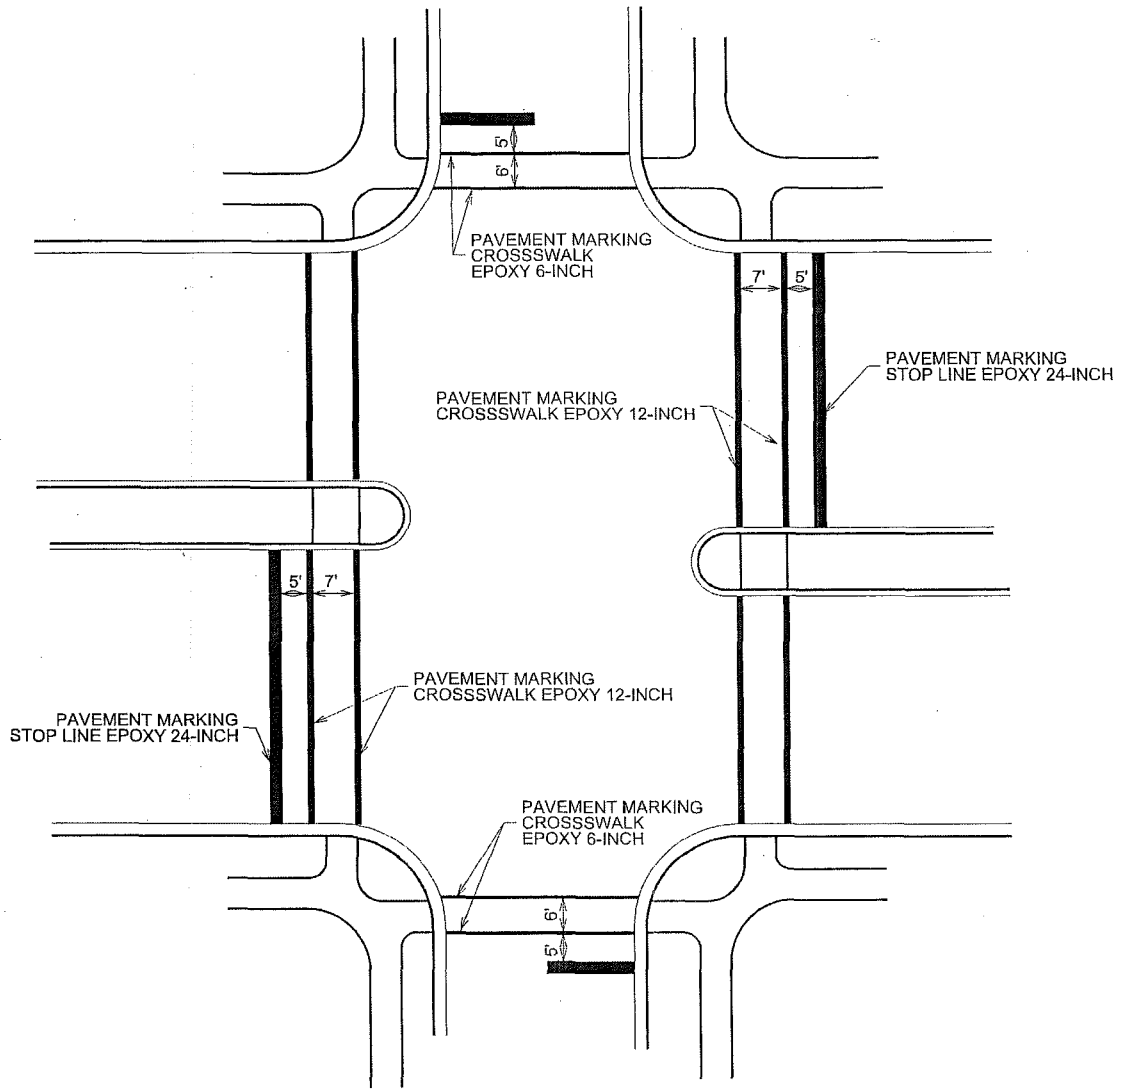 5'
6'
PAVEMENT MARKING
CROSSSWALK
EPOXY 6-INCH
7'
5'
PAVEMENT MARKING
STOP LINE EPOXY 24-INCH
PAVEMENT MARKING
CROSSSWALK EPOXY 12-INCH
5'
7'
PAVEMENT MARKING
CROSSSWALK EPOXY 12-INCH
PAVEMENT MARKING
STOP LINE EPOXY 24-INCH
PAVEMENT MARKING
CROSSSWALK
EPOXY 6-INCH
6'
5'